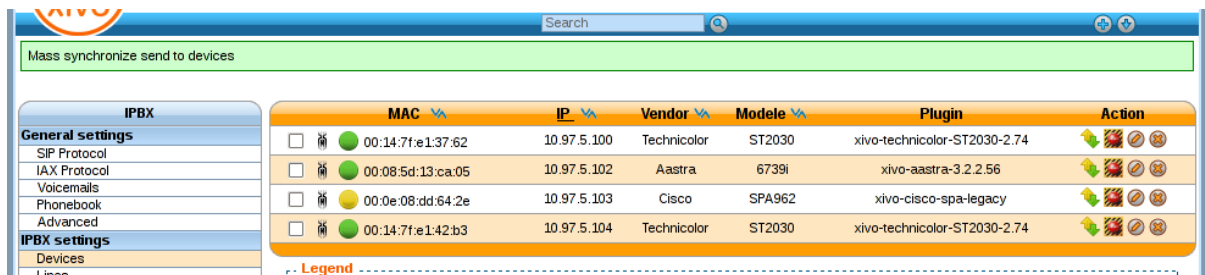 XIVO
Search
Mass synchronize send to devices
IPBX
General settings
SIP Protocol
IAX Protocol
Voicemails
Phonebook
Advanced
IPBX settings
Devices
Lines
MAC IP Vendor Modele Plugin Action
00:14:7f:e1:37:62 10.97.5.100 Technicolor ST2030 xivo-technicolor-ST2030-2.74
00:08:5d:13:ca:05 10.97.5.102 Aastra 6739i xivo-aastra-3.2.2.56
00:0e:08:dd:64:2e 10.97.5.103 Cisco SPA962 xivo-cisco-spa-legacy
00:14:7f:e1:42:b3 10.97.5.104 Technicolor ST2030 xivo-technicolor-ST2030-2.74
Legend